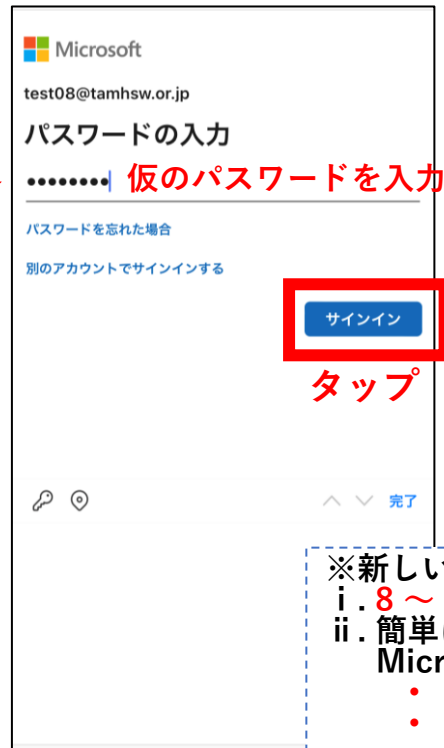 Microsoft
test08@tamhsw.or.jp
パスワードの入力
••••••••
仮のパスワードを入力
パスワードを忘れた場合
別のアカウントでサインインする
サインイン
タップ
完了
※新しい
ⅰ.8～
ⅱ.簡単
Micr
・
・